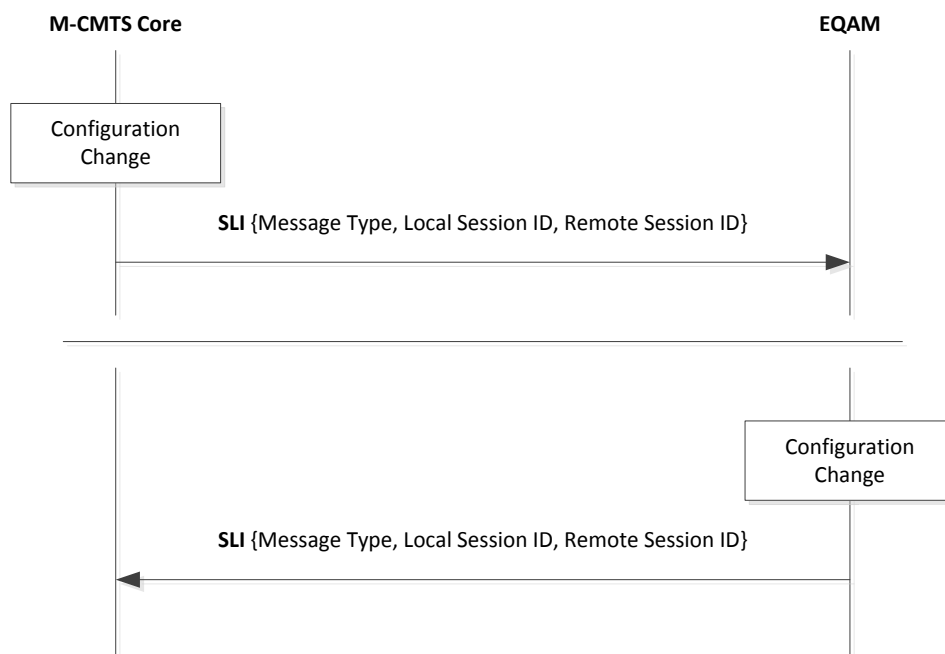 M-CMTS Core
EQAM
Configuration
Change
SLI {Message Type, Local Session ID, Remote Session ID}
Configuration
Change
SLI {Message Type, Local Session ID, Remote Session ID}